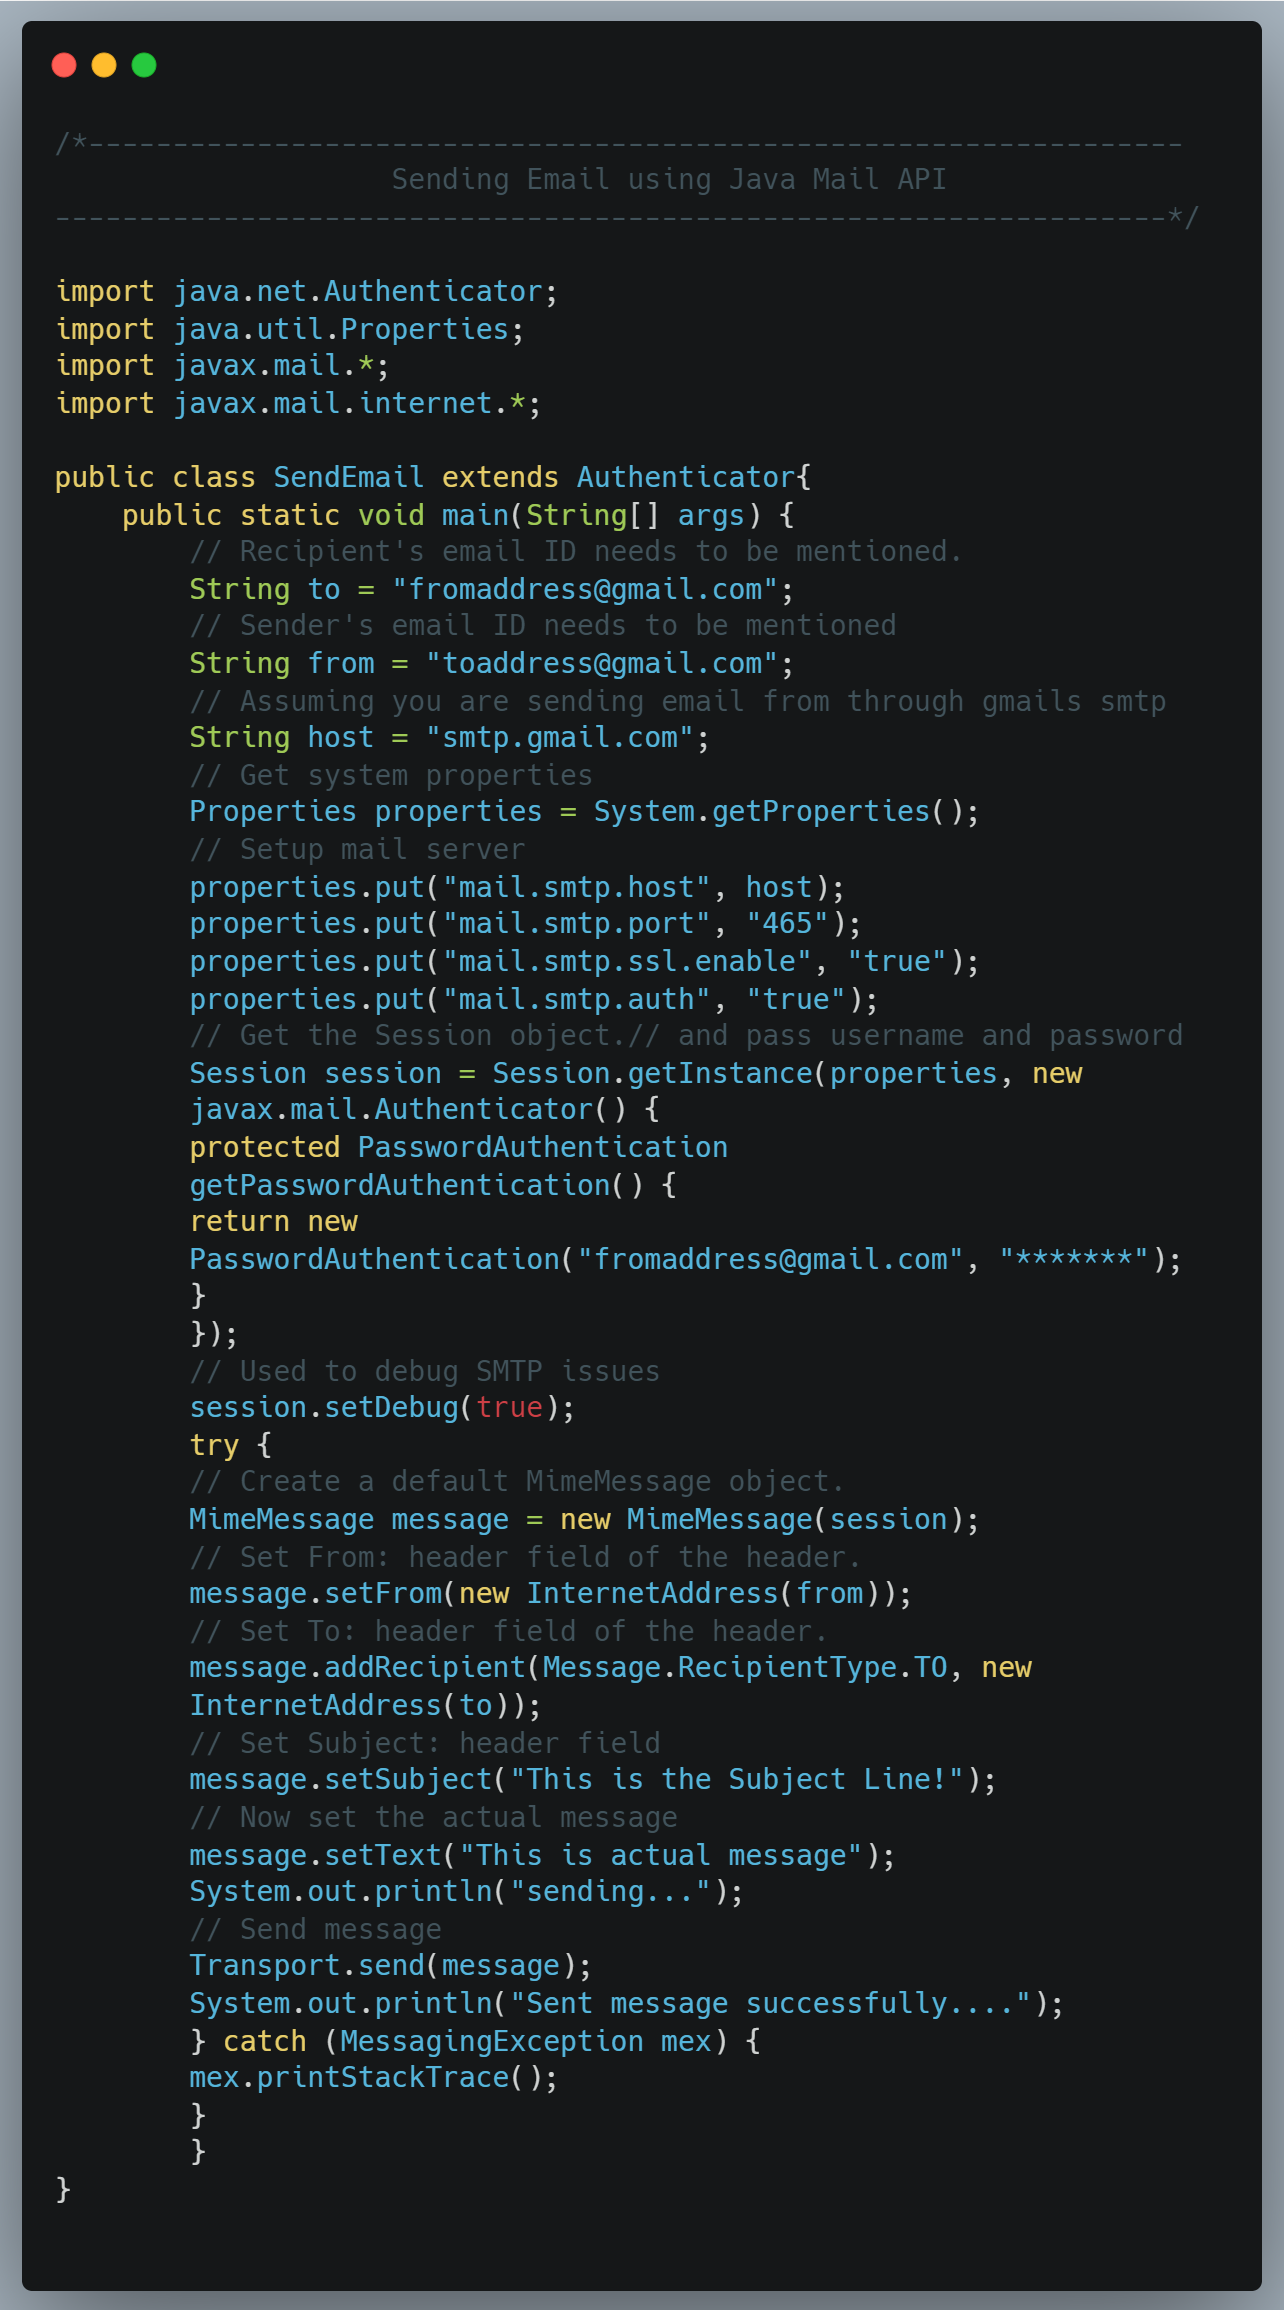 /*-----------------------------------------------------------------
                    Sending Email using Java Mail API
------------------------------------------------------------------*/

import java.net.Authenticator;
import java.util.Properties;
import javax.mail.*;
import javax.mail.internet.*;

public class SendEmail extends Authenticator{
    public static void main(String[] args) {
        // Recipient's email ID needs to be mentioned.
        String to = "fromaddress@gmail.com";
        // Sender's email ID needs to be mentioned
        String from = "toaddress@gmail.com";
        // Assuming you are sending email from through gmails smtp
        String host = "smtp.gmail.com";
        // Get system properties
        Properties properties = System.getProperties();
        // Setup mail server
        properties.put("mail.smtp.host", host);
        properties.put("mail.smtp.port", "465");
        properties.put("mail.smtp.ssl.enable", "true");
        properties.put("mail.smtp.auth", "true");
        // Get the Session object.// and pass username and password
        Session session = Session.getInstance(properties, new
        javax.mail.Authenticator() {
        protected PasswordAuthentication
        getPasswordAuthentication() {
        return new
        PasswordAuthentication("fromaddress@gmail.com", "*******");
        }
        });
        // Used to debug SMTP issues
        session.setDebug(true);
        try {
        // Create a default MimeMessage object.
        MimeMessage message = new MimeMessage(session);
        // Set From: header field of the header.
        message.setFrom(new InternetAddress(from));
        // Set To: header field of the header.
        message.addRecipient(Message.RecipientType.TO, new
        InternetAddress(to));
        // Set Subject: header field
        message.setSubject("This is the Subject Line!");
        // Now set the actual message
        message.setText("This is actual message");
        System.out.println("sending...");
        // Send message
        Transport.send(message);
        System.out.println("Sent message successfully....");
        } catch (MessagingException mex) {
        mex.printStackTrace();
        }
        }
}